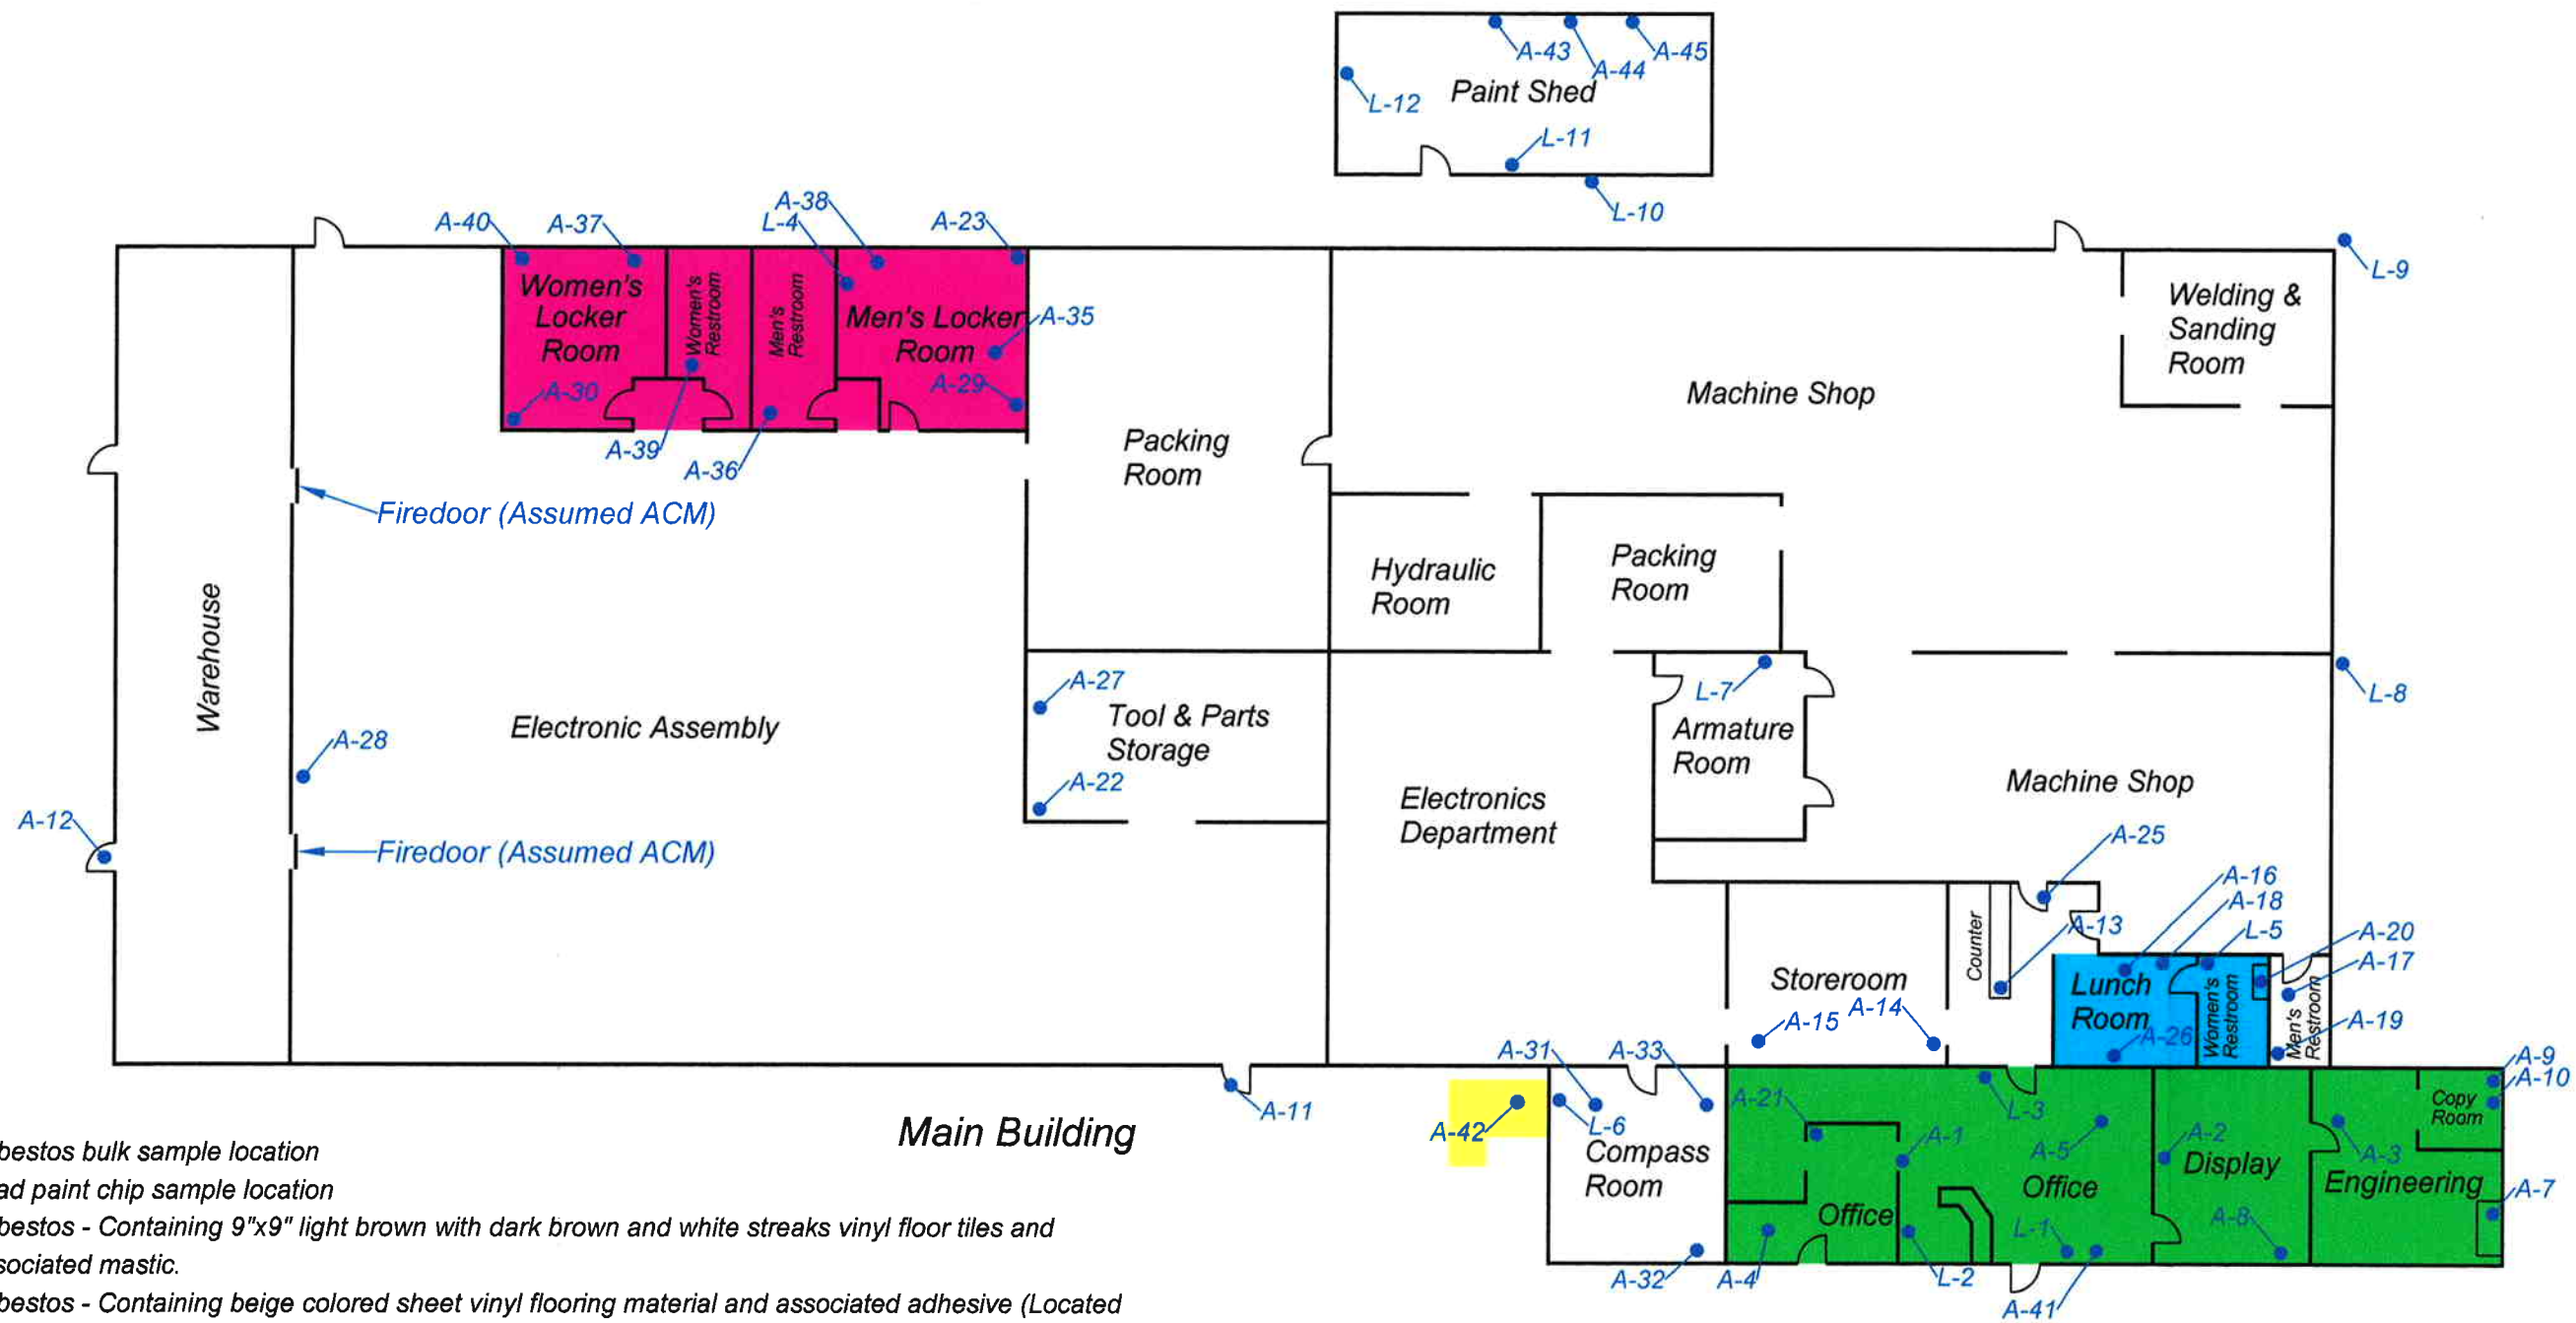 A-43
A-44
A-45
L-12
Paint Shed
L-11
L-10
A-40
A-37
L-4
A-38
A-23
L-9
Women's
Locker
Room
Women's
Restroom
Men's
Restroom
Men's Locker
Room
A-35
A-29
A-30
A-39
A-36
Welding &
Sanding
Room
Machine Shop
Packing
Room
Firedoor (Assumed ACM)
Hydraulic
Room
Packing
Room
Warehouse
Electronic Assembly
A-27
Tool & Parts
Storage
A-22
L-7
Armature
Room
L-8
A-28
A-12
Firedoor (Assumed ACM)
Electronics
Department
Machine Shop
A-25
A-16
A-18
L-5
A-20
A-17
A-19
A-13
Counter
Storeroom
A-15
A-14
Lunch
Room
A-26
Women's
Restroom
Men's
Restroom
A-9
A-10
A-31
A-33
A-11
Main Building
A-42
L-6
Compass
Room
A-32
A-21
A-1
L-3
A-5
A-2
Display
A-3
Copy
Room
Engineering
A-7
Office
Office
A-4
L-2
L-1
A-41
A-8
bestos bulk sample location
ad paint chip sample location
bestos - Containing 9"x9" light brown with dark brown and white streaks vinyl floor tiles and
sociated mastic.
bestos - Containing beige colored sheet vinyl flooring material and associated adhesive (Located